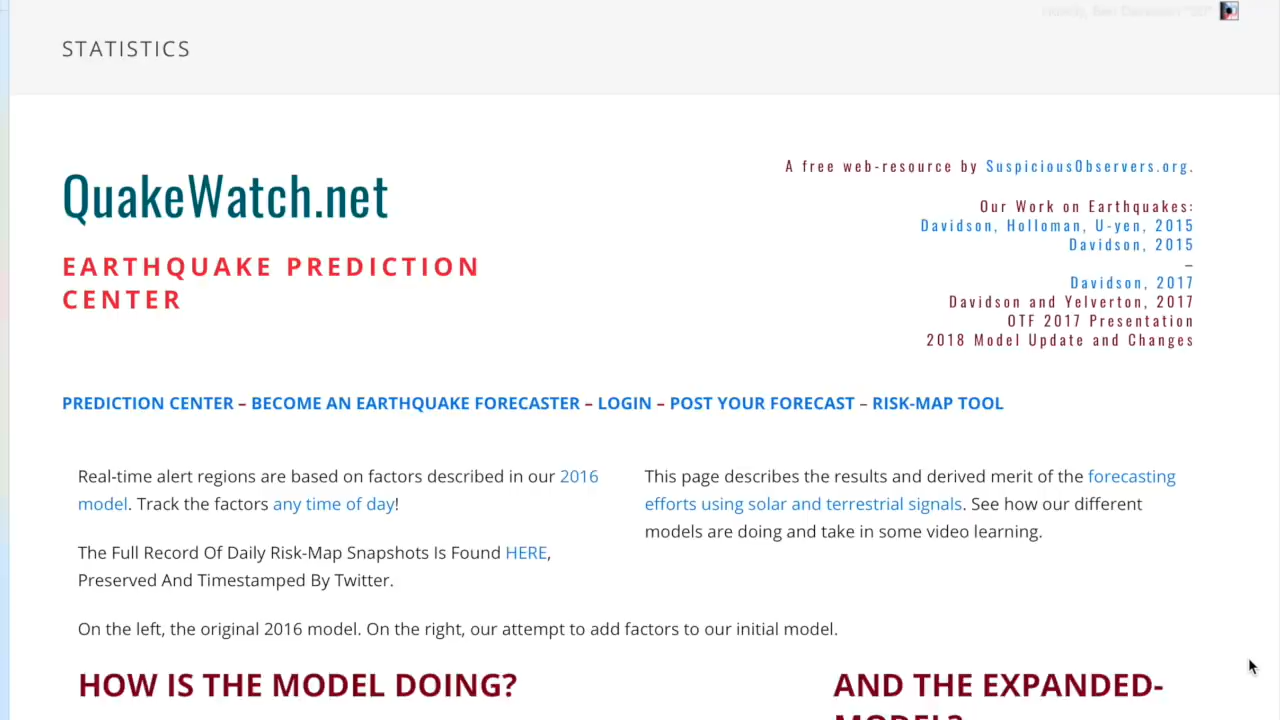 STATISTICS
QuakeWatch.net
EARTHQUAKE PREDICTION
CENTER
A free web-resource by SuspiciousObservers.org.
Our Work on Earthquakes:
Davidson, Holloman, U-yen, 2015
Davidson, 2015
–
Davidson, 2017
Davidson and Yelverton, 2017
OTF 2017 Presentation
2018 Model Update and Changes
PREDICTION CENTER – BECOME AN EARTHQUAKE FORECASTER – LOGIN – POST YOUR FORECAST – RISK-MAP TOOL
Real-time alert regions are based on factors described in our 2016
model. Track the factors any time of day!
The Full Record Of Daily Risk-Map Snapshots Is Found HERE,
Preserved And Timestamped By Twitter.
This page describes the results and derived merit of the forecasting
efforts using solar and terrestrial signals. See how our different
models are doing and take in some video learning.
On the left, the original 2016 model. On the right, our attempt to add factors to our initial model.
HOW IS THE MODEL DOING?
AND THE EXPANDED-
MODEL?